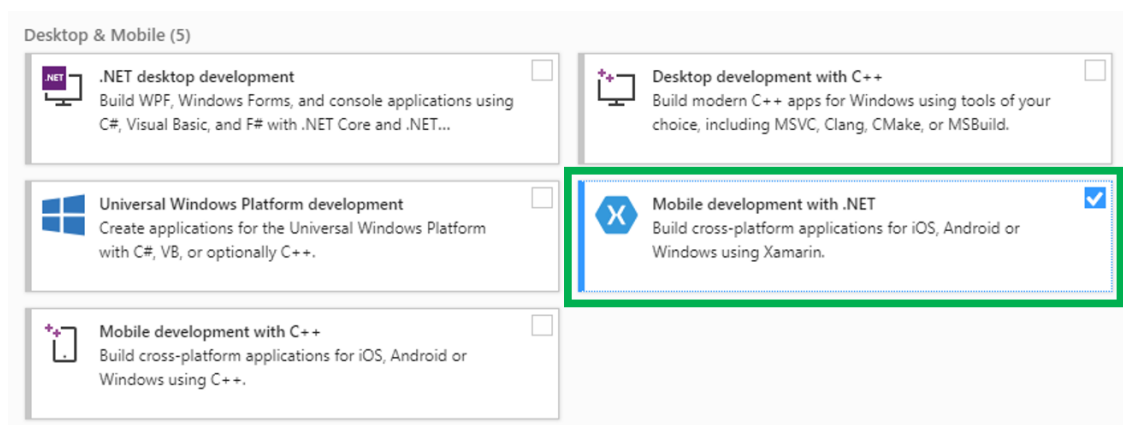 Desktop & Mobile (5)
.NET
.NET desktop development
Build WPF, Windows Forms, and console applications using
C#, Visual Basic, and F# with .NET Core and .NET...
Desktop development with C++
Build modern C++ apps for Windows using tools of your
choice, including MSVC, Clang, CMake, or MSBuild.
Universal Windows Platform development
Create applications for the Universal Windows Platform
with C#, VB, or optionally C++.
Mobile development with .NET
Build cross-platform applications for iOS, Android or
Windows using Xamarin.
Mobile development with C++
Build cross-platform applications for iOS, Android or
Windows using C++.